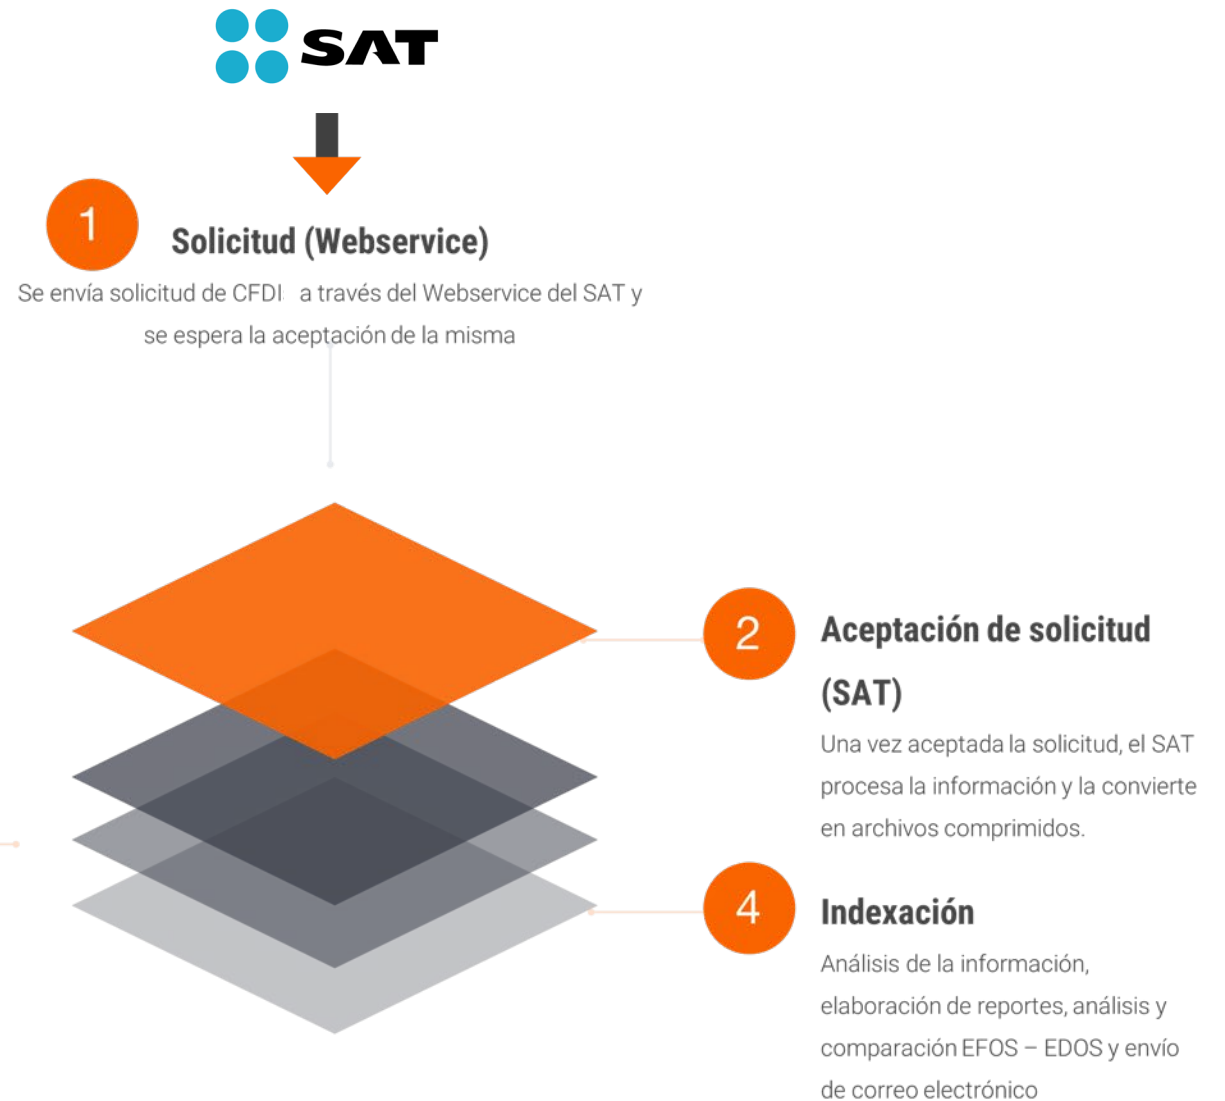 SAT
1
Solicitud (Webservice)
Se envía solicitud de CFDI a través del Webservice del SAT y
se espera la aceptación de la misma
2
Aceptación de solicitud
(SAT)
Una vez aceptada la solicitud, el SAT
procesa la información y la convierte
en archivos comprimidos.
4
Indexación
Análisis de la información,
elaboración de reportes, análisis y
comparación EFOS – EDOS y envío
de correo electrónico